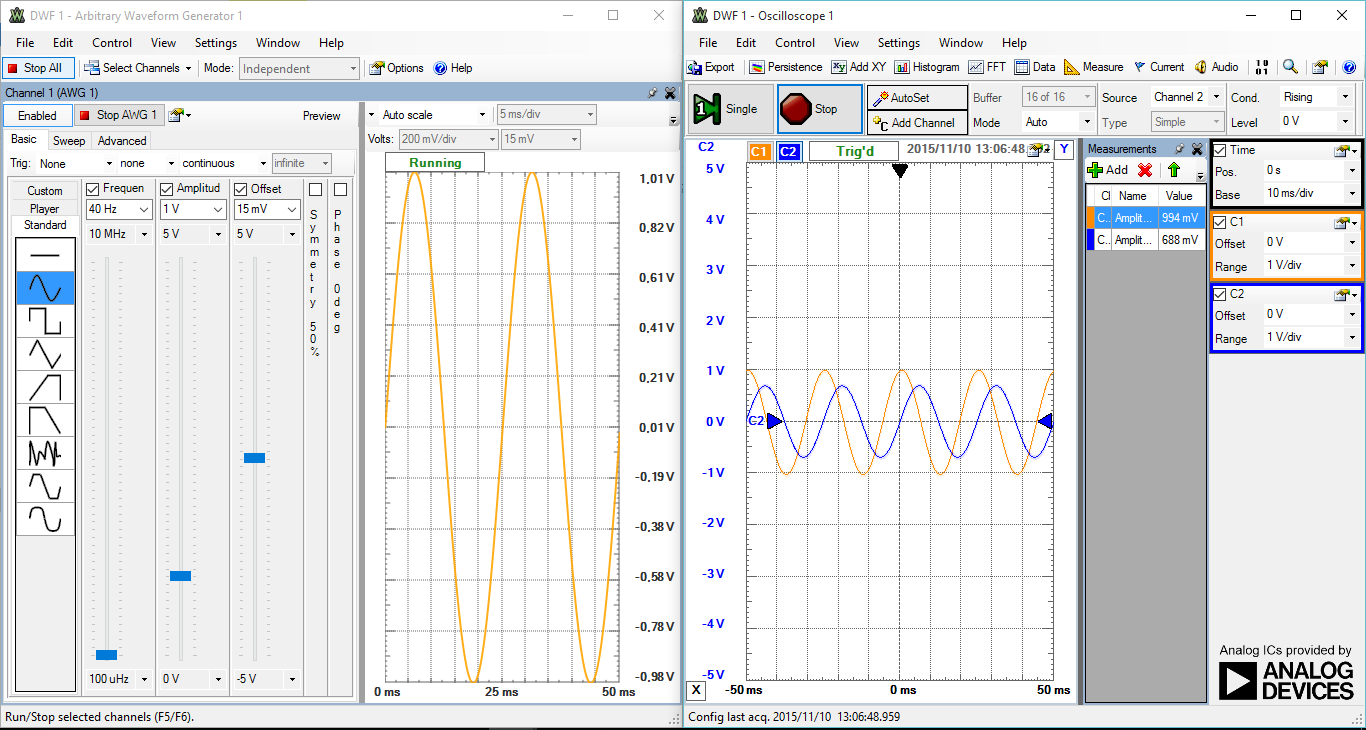 DWF 1 - Arbitrary Waveform Generator 1
File Edit Control View Settings Window Help
Stop All Select Channels Mode: Independent Options Help
Channel 1 (AWG 1)
Enabled Stop AWG 1 Preview
Basic Sweep Advanced
Trig: None none continuous infinite
Custom
Player
Standard
Frequen Amplitud Offset
40 Hz 1 V 15 mV
10 MHz 5 V 5 V
Symmetry 50%
Phase 0deg
100 uHz 0 V -5 V
Auto scale 5 ms/div
Volts: 200 mV/div 15 mV
Running
1,01 V
0,82 V
0,61 V
0,41 V
0,21 V
0,01 V
-0,19 V
-0,38 V
-0,58 V
-0,78 V
-0,98 V
0 ms 25 ms 50 ms
Run/Stop selected channels (F5/F6).
DWF 1 - Oscilloscope 1
File Edit Control View Settings Window Help
Export Persistence Add XY Histogram FFT Data Measure Current Audio
1 Single Stop AutoSet
Add Channel
Buffer 16 of 16 Source Channel 2 Cond. Rising
Mode Auto Type Simple Level 0 V
C2 C1 C2 Trig'd 2015/11/10 13:06:48 Y
5 V
4 V
3 V
2 V
1 V
0 V
-1 V
-2 V
-3 V
-4 V
-5 V
C2
X -50 ms 0 ms 50 ms
Measurements
Add
Name Value
C.. Amplit... 994 mV
C.. Amplit... 688 mV
Time
Pos. 0 s
Base 10 ms/div
C1
Offset 0 V
Range 1 V/div
C2
Offset 0 V
Range 1 V/div
Analog ICs provided by
ANALOG
DEVICES
Config last acq. 2015/11/10 13:06:48.959